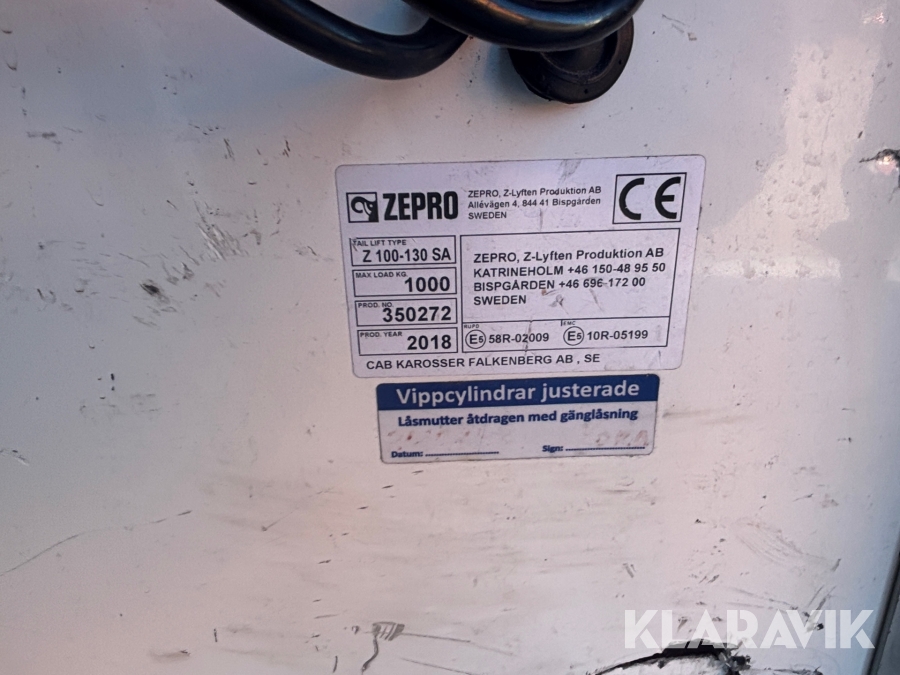 ZEPRO
ZEPRO, Z-Lyften Produktion AB
Allévägen 4, 844 41 Bispgården
SWEDEN
CE
TAIL LIFT TYPE
Z 100-130 SA
MAX LOAD KG.
1000
PROD. NO.
350272
PROD. YEAR
2018
ZEPRO, Z-Lyften Produktion AB
KATRINEHOLM +46 150-48 95 50
BISPGÅRDEN +46 696-172 00
SWEDEN
RUPD
E5 58R-02009
EMC
E5 10R-05199
CAB KAROSSER FALKENBERG AB , SE
Vippcylindrar justerade
Låsmutter åtdragen med gänglåsning
Datum:
Sign:
KLARAVIK